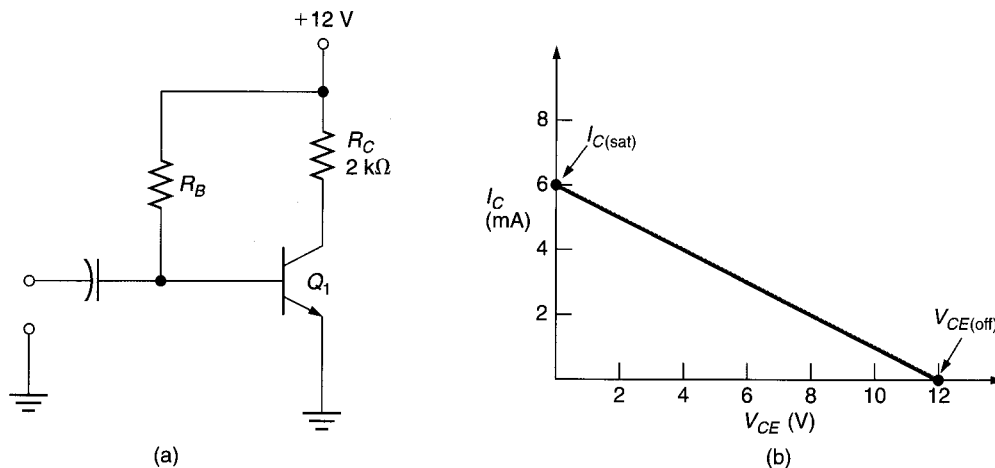 +12 V
R_C
2 kΩ
R_B
Q_1
(a)
8
6
4
2
I_C
(mA)
I_C(sat)
V_CE(off)
2 4 6 8 10 12
V_CE (V)
(b)